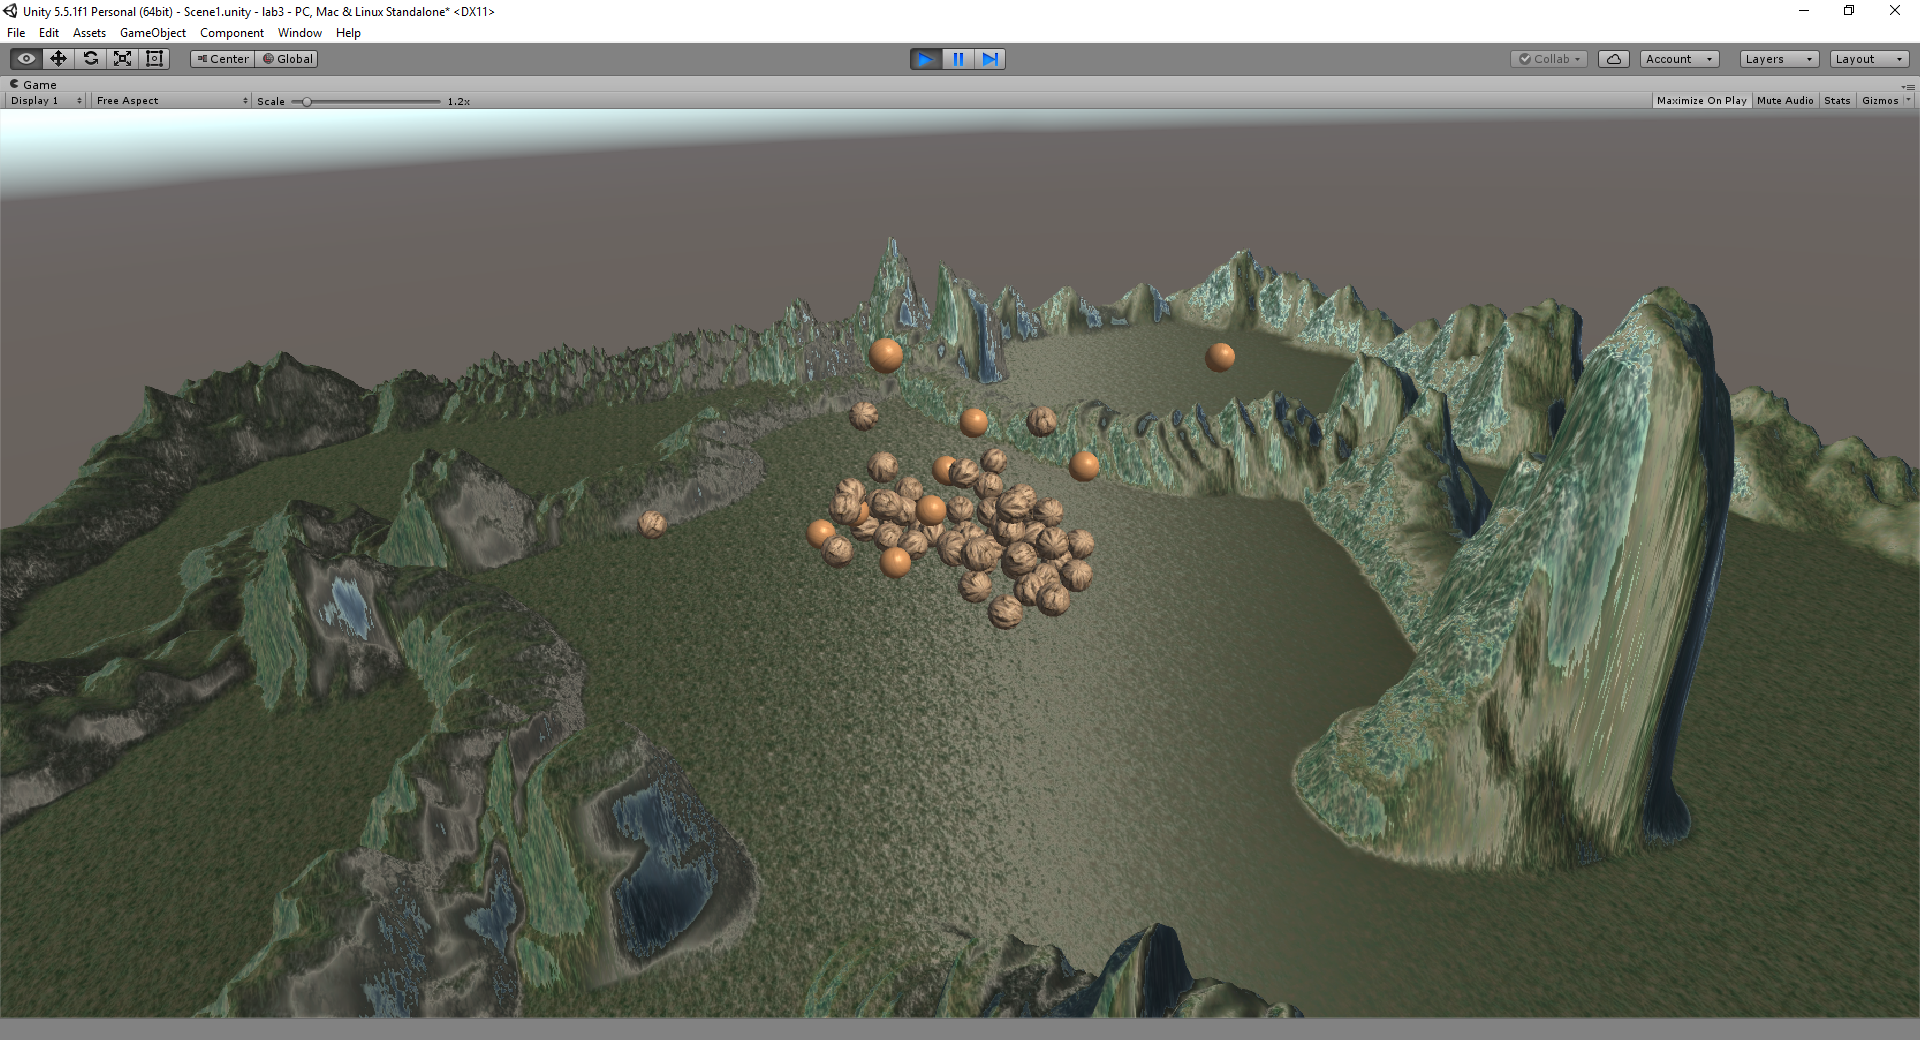 Unity 5.5.1f1 Personal (64bit) - Scene1.unity - lab3 - PC, Mac & Linux Standalone* <DX11>
File Edit Assets GameObject Component Window Help
Center Global Collab Account Layers Layout
Game
Display 1 Free Aspect Scale 1.2x Maximize On Play Mute Audio Stats Gizmos